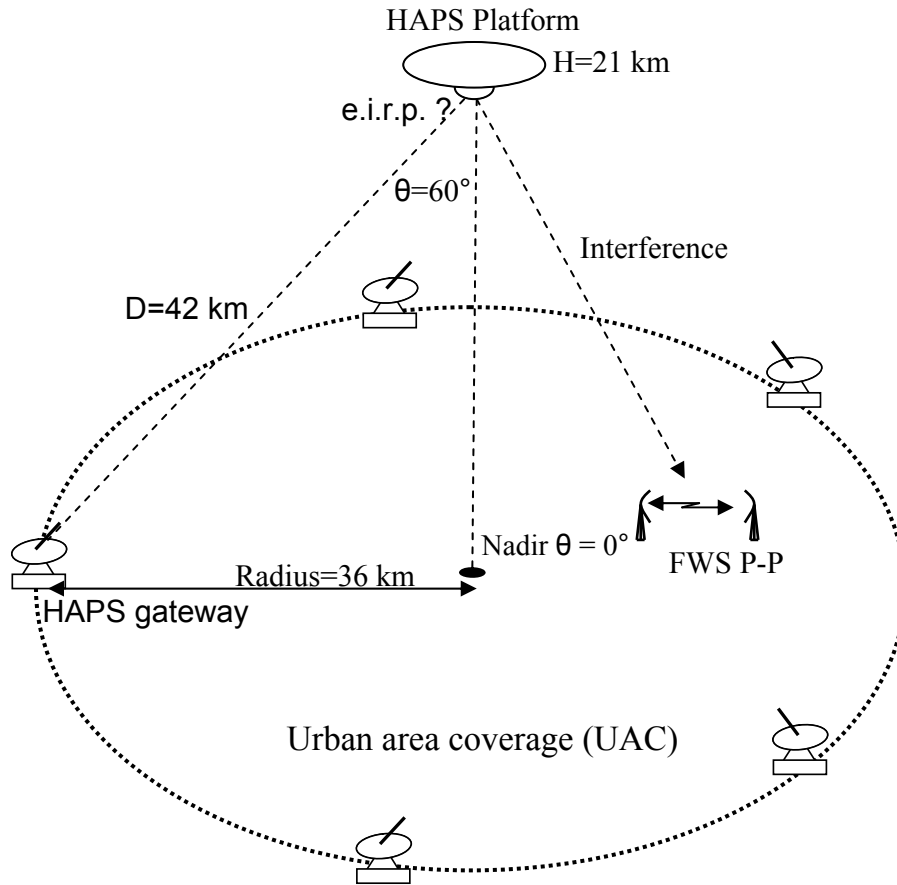 HAPS Platform
H=21 km
e.i.r.p. ?
θ=60°
Interference
D=42 km
Nadir θ = 0°
FWS P-P
Radius=36 km
HAPS gateway
Urban area coverage (UAC)